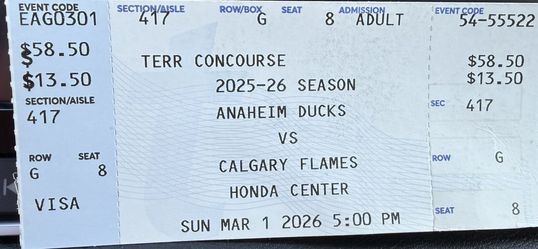 EVENT CODE SECTION/AISLE ROW/BOX SEAT ADMISSION EVENT CODE
EAG0301 417 G 8 ADULT 54-55522
$58.50 TERR CONCOURSE $58.50
$13.50 2025-26 SEASON $13.50
SECTION/AISLE ANAHEIM DUCKS SEC 417
417 VS
ROW SEAT CALGARY FLAMES ROW G
G 8 HONDA CENTER
VISA SUN MAR 1 2026 5:00 PM SEAT 8